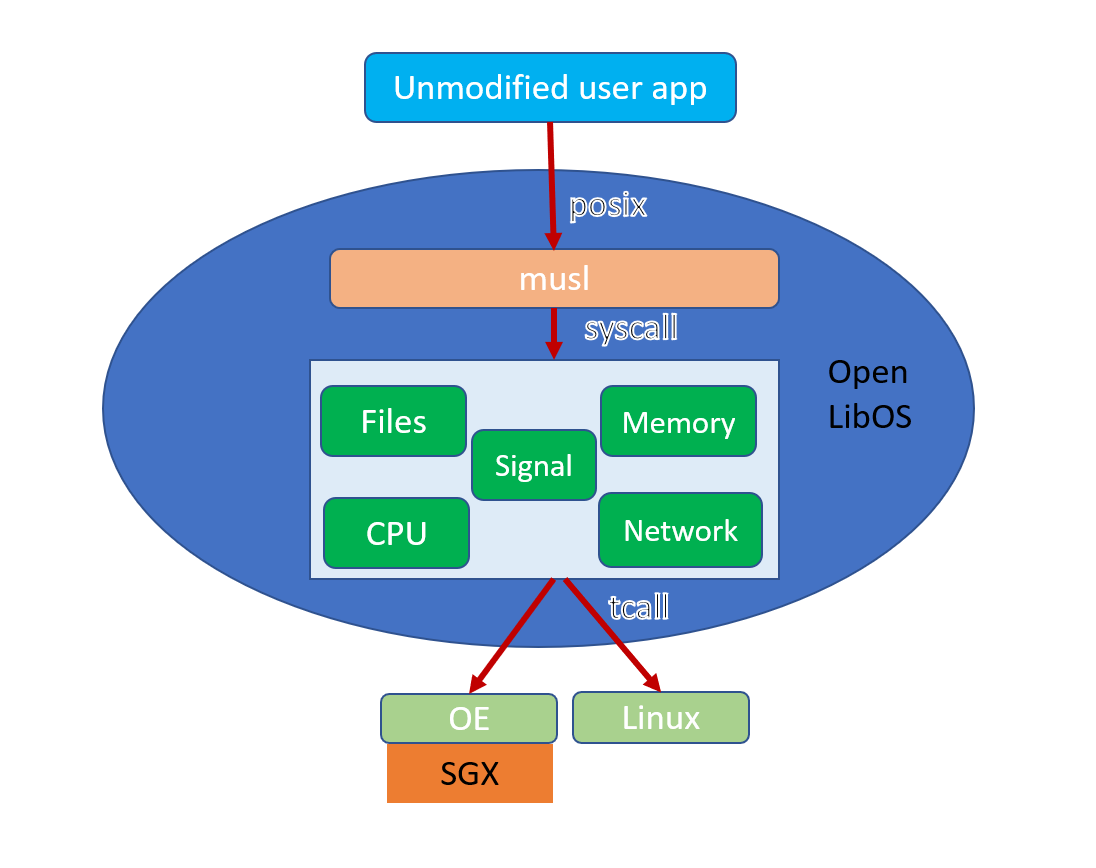 Unmodified user app
posix
musl
syscall
Open
LibOS
Files
Memory
Signal
CPU
Network
tcall
OE
Linux
SGX